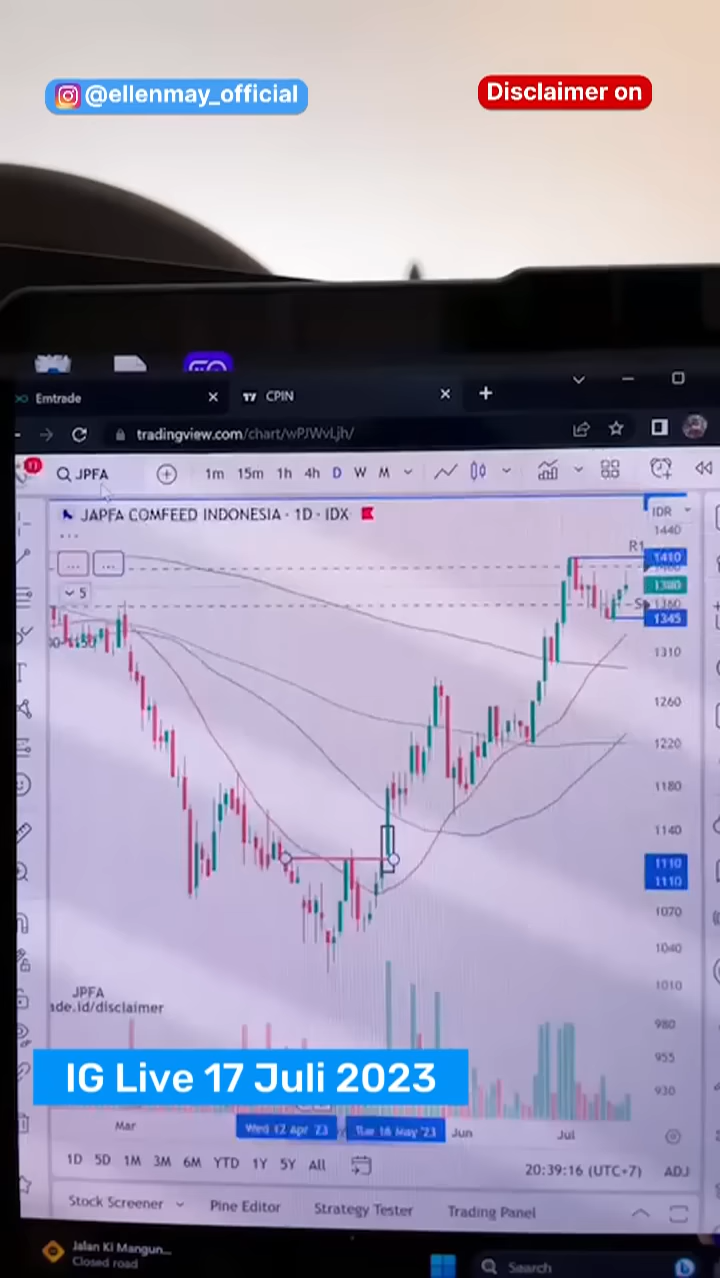 @ellenmay_official
Disclaimer on
Emtrade
CPIN
tradingview.com/chart/wPJWvLjh/
11
JPFA
1m 15m 1h 4h D W M
JAPFA COMFEED INDONESIA · 1D · IDX
IDR
...
1440
R1
1410
... ...
1380
5
1360
1345
1310
1260
1220
1180
1140
1110
1110
1070
1040
1010
JPFA
ade.id/disclaimer
980
955
930
IG Live 17 Juli 2023
Mar
Wed 12 Apr '23
Tue 16 May '23
Jun
Jul
1D 5D 1M 3M 6M YTD 1Y 5Y All
20:39:16 (UTC+7)
ADJ
Stock Screener
Pine Editor
Strategy Tester
Trading Panel
Jalan Ki Mangun...
Closed road
Search